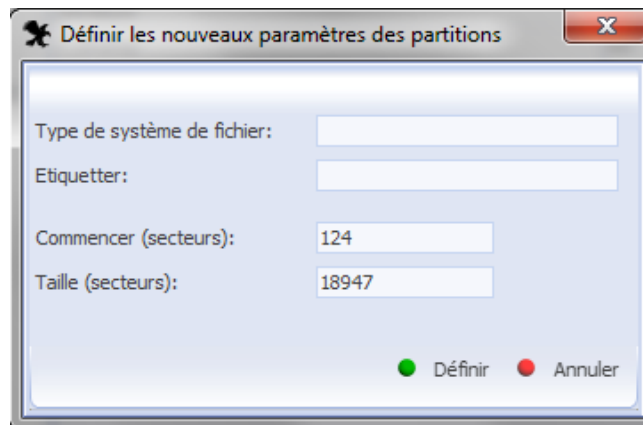 Définir les nouveaux paramètres des partitions
Type de système de fichier:
Etiquetter:
Commencer (secteurs): 124
Taille (secteurs): 18947
Définir Annuler